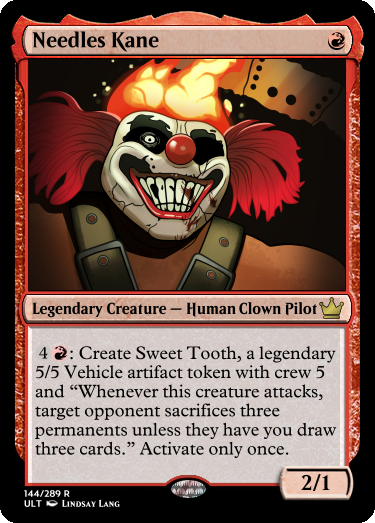 Needles Kane
Legendary Creature — Human Clown Pilot
4 : Create Sweet Tooth, a legendary
5/5 Vehicle artifact token with crew 5
and “Whenever this creature attacks,
target opponent sacrifices three
permanents unless they have you draw
three cards.” Activate only once.
2/1
144/289 R
ULT Lindsay Lang